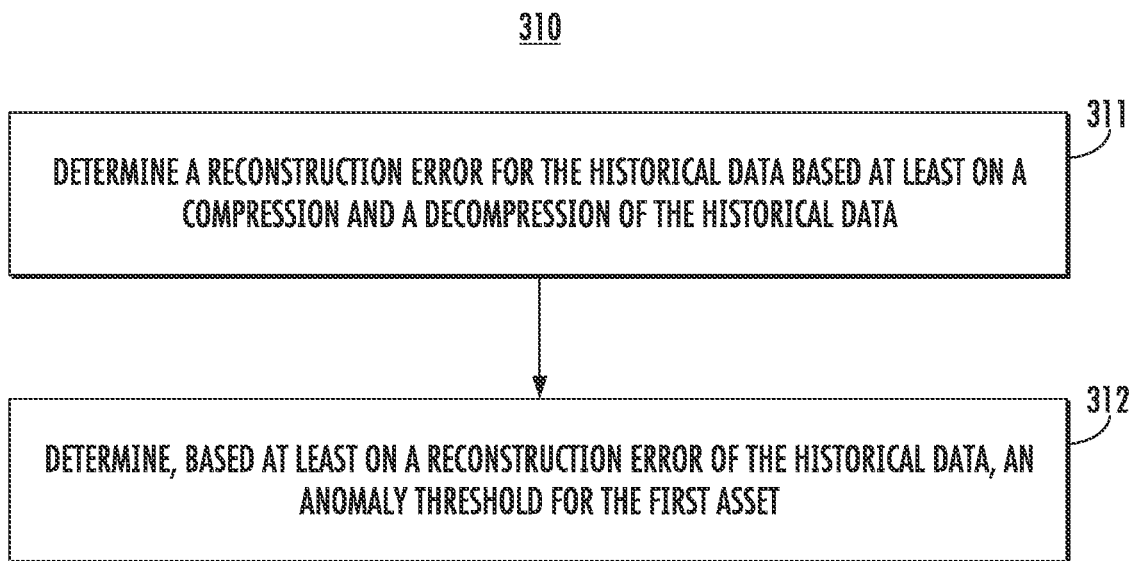 310
311
DETERMINE A RECONSTRUCTION ERROR FOR THE HISTORICAL DATA BASED AT LEAST ON A
COMPRESSION AND A DECOMPRESSION OF THE HISTORICAL DATA
312
DETERMINE, BASED AT LEAST ON A RECONSTRUCTION ERROR OF THE HISTORICAL DATA, AN
ANOMALY THRESHOLD FOR THE FIRST ASSET